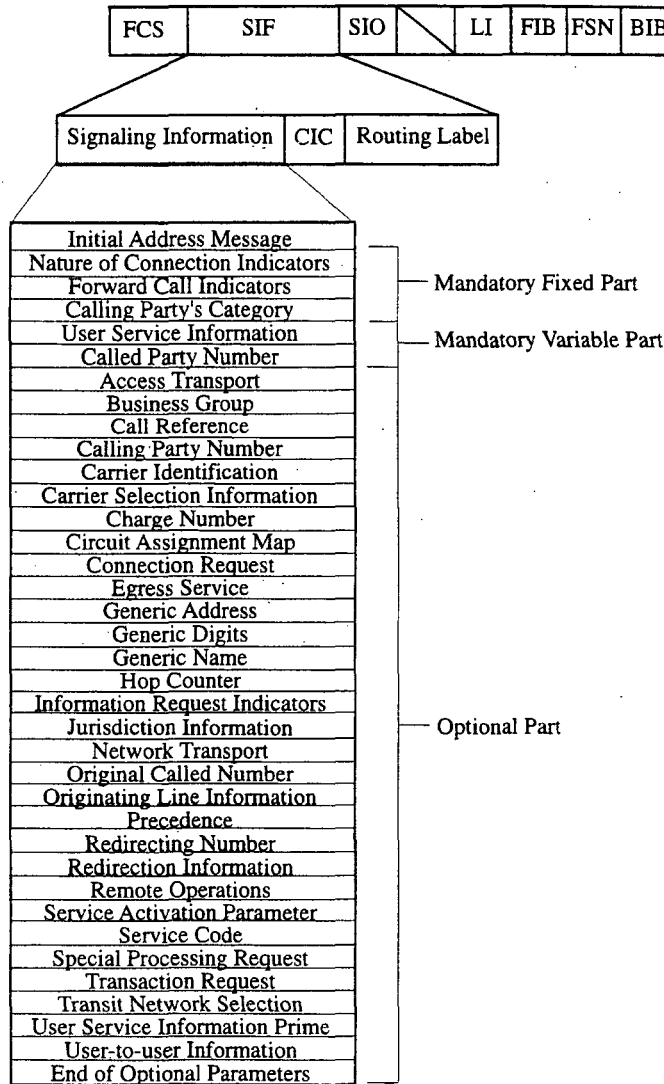 FCS SIF SIO LI FIB FSN BIB
Signaling Information CIC Routing Label
Initial Address Message
Nature of Connection Indicators
Forward Call Indicators
Calling Party's Category
User Service Information
Called Party Number
Access Transport
Business Group
Call Reference
Calling Party Number
Carrier Identification
Carrier Selection Information
Charge Number
Circuit Assignment Map
Connection Request
Egress Service
Generic Address
Generic Digits
Generic Name
Hop Counter
Information Request Indicators
Jurisdiction Information
Network Transport
Original Called Number
Originating Line Information
Precedence
Redirecting Number
Redirection Information
Remote Operations
Service Activation Parameter
Service Code
Special Processing Request
Transaction Request
Transit Network Selection
User Service Information Prime
User-to-user Information
End of Optional Parameters
Mandatory Fixed Part
Mandatory Variable Part
Optional Part